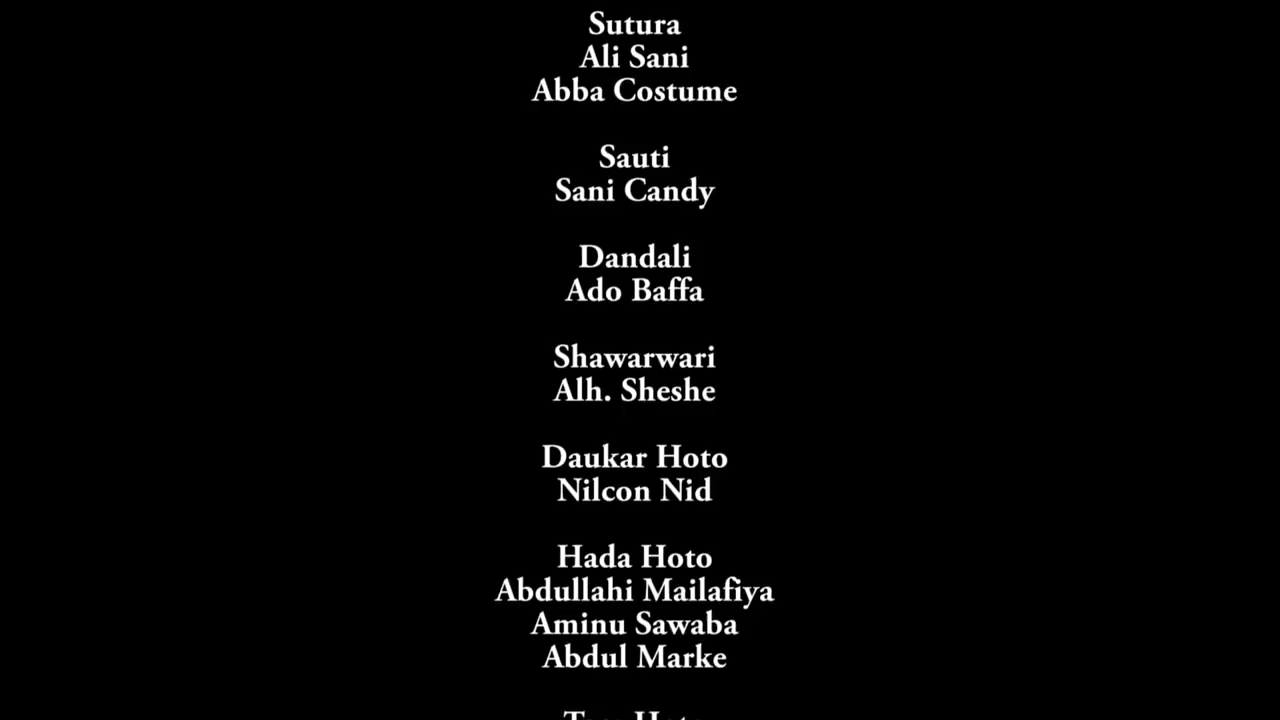 Sutura
Ali Sani
Abba Costume
Sauti
Sani Candy
Dandali
Ado Baffa
Shawarwari
Alh. Sheshe
Daukar Hoto
Nilcon Nid
Hada Hoto
Abdullahi Mailafiya
Aminu Sawaba
Abdul Marke